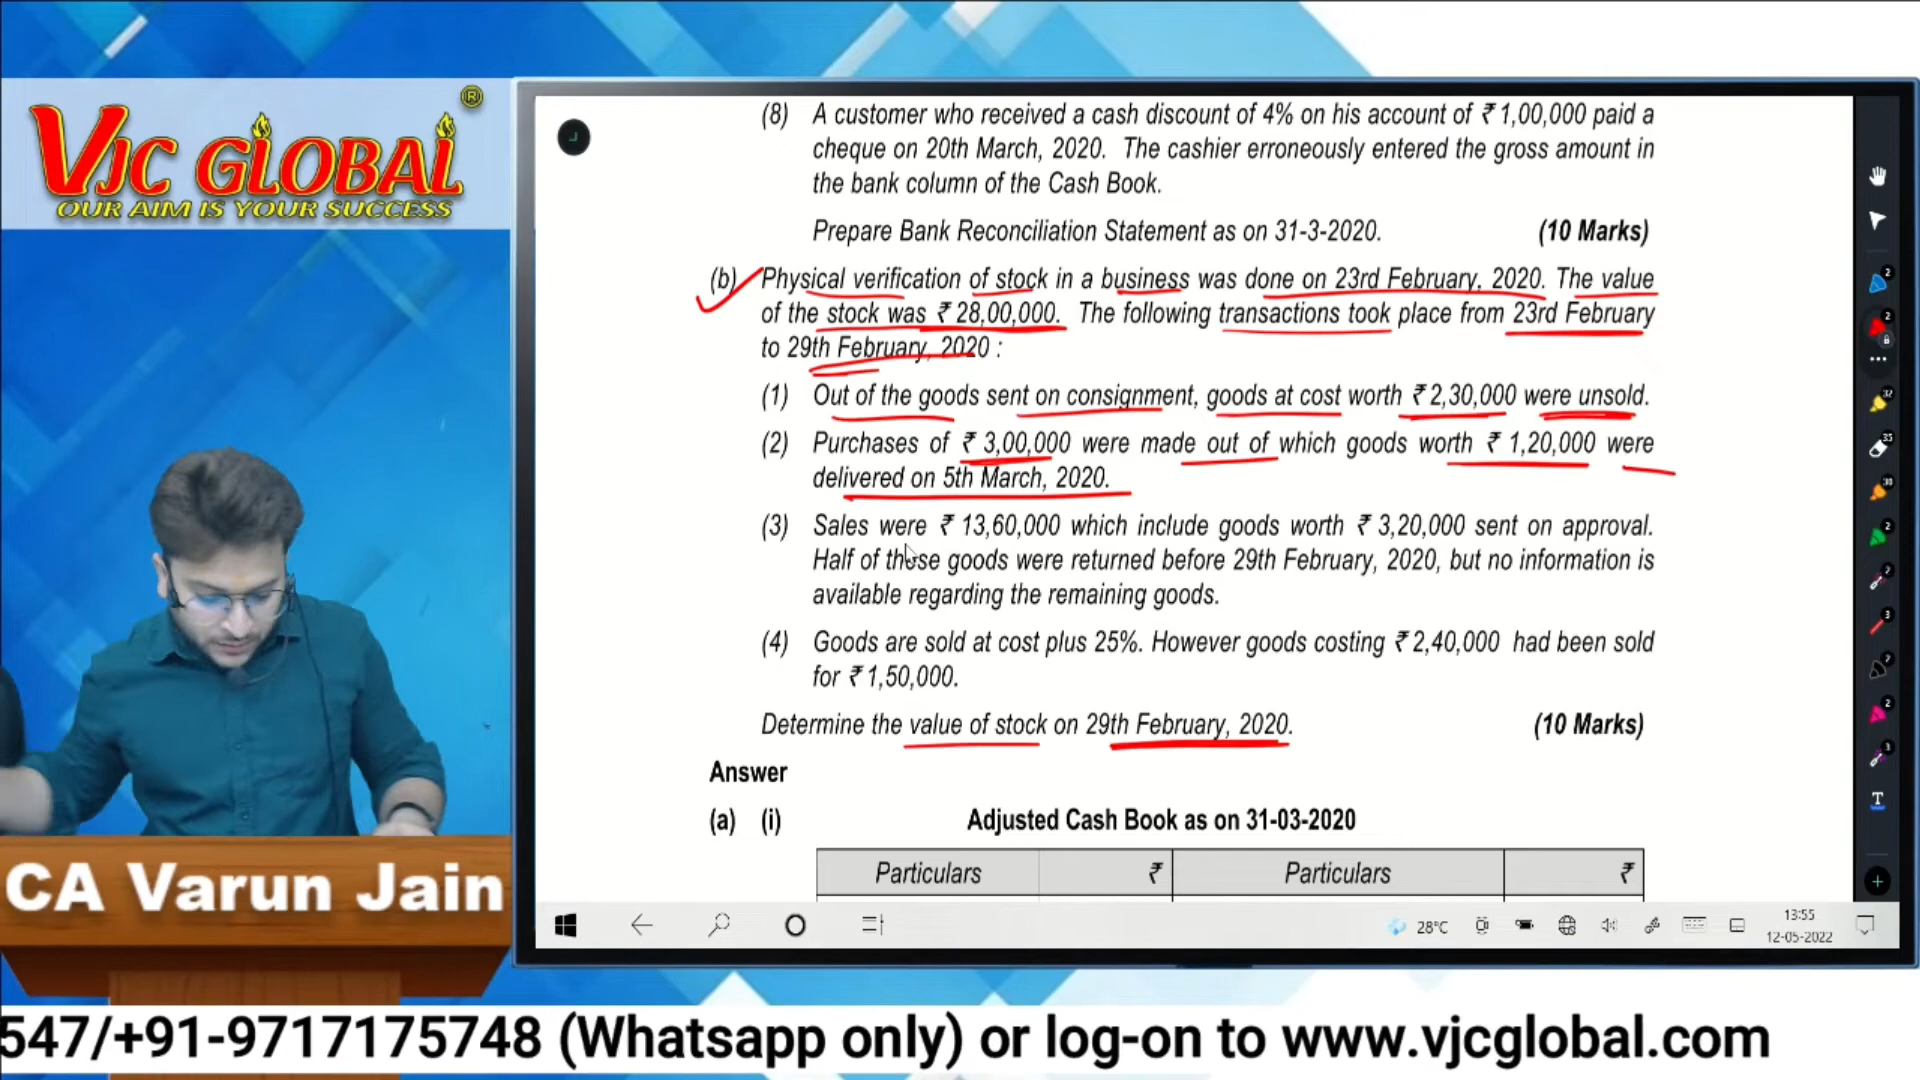 VJC GLOBAL ®
OUR AIM IS YOUR SUCCESS
(8) A customer who received a cash discount of 4% on his account of ₹ 1,00,000 paid a
cheque on 20th March, 2020. The cashier erroneously entered the gross amount in
the bank column of the Cash Book.
Prepare Bank Reconciliation Statement as on 31-3-2020. (10 Marks)
(b) Physical verification of stock in a business was done on 23rd February, 2020. The value
of the stock was ₹ 28,00,000. The following transactions took place from 23rd February
to 29th February, 2020 :
(1) Out of the goods sent on consignment, goods at cost worth ₹ 2,30,000 were unsold.
(2) Purchases of ₹ 3,00,000 were made out of which goods worth ₹ 1,20,000 were
delivered on 5th March, 2020.
(3) Sales were ₹ 13,60,000 which include goods worth ₹ 3,20,000 sent on approval.
Half of these goods were returned before 29th February, 2020, but no information is
available regarding the remaining goods.
(4) Goods are sold at cost plus 25%. However goods costing ₹ 2,40,000 had been sold
for ₹ 1,50,000.
Determine the value of stock on 29th February, 2020. (10 Marks)
Answer
(a) (i) Adjusted Cash Book as on 31-03-2020
Particulars ₹ Particulars ₹
28°C 13:55
12-05-2022
CA Varun Jain
547/+91-9717175748 (Whatsapp only) or log-on to www.vjcglobal.com